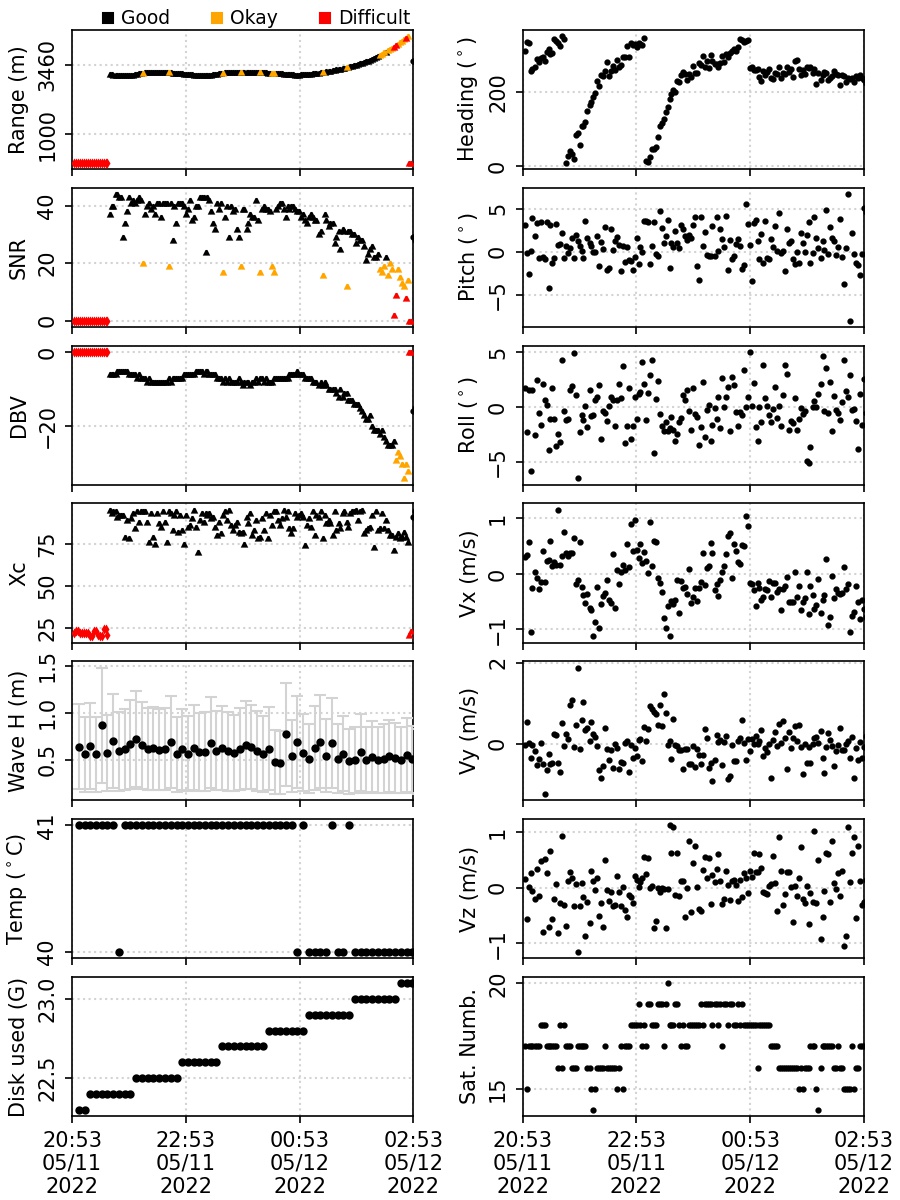 Good Okay Difficult
Range (m) 3460 1000
Heading (°) 200 0
SNR 40 20 0
Pitch (°) 5 0 −5
DBV 0 −20
Roll (°) 5 0 −5
Xc 75 50 25
Vx (m/s) 1 0 −1
Wave H (m) 1.5 1.0 0.5
Vy (m/s) 2 0
Temp (°C) 41 40
Vz (m/s) 1 0 −1
Disk used (G) 23.0 22.5
Sat. Numb. 20 15
20:53 22:53 00:53 02:53 20:53 22:53 00:53 02:53
05/11 05/11 05/12 05/12 05/11 05/11 05/12 05/12
2022 2022 2022 2022 2022 2022 2022 2022